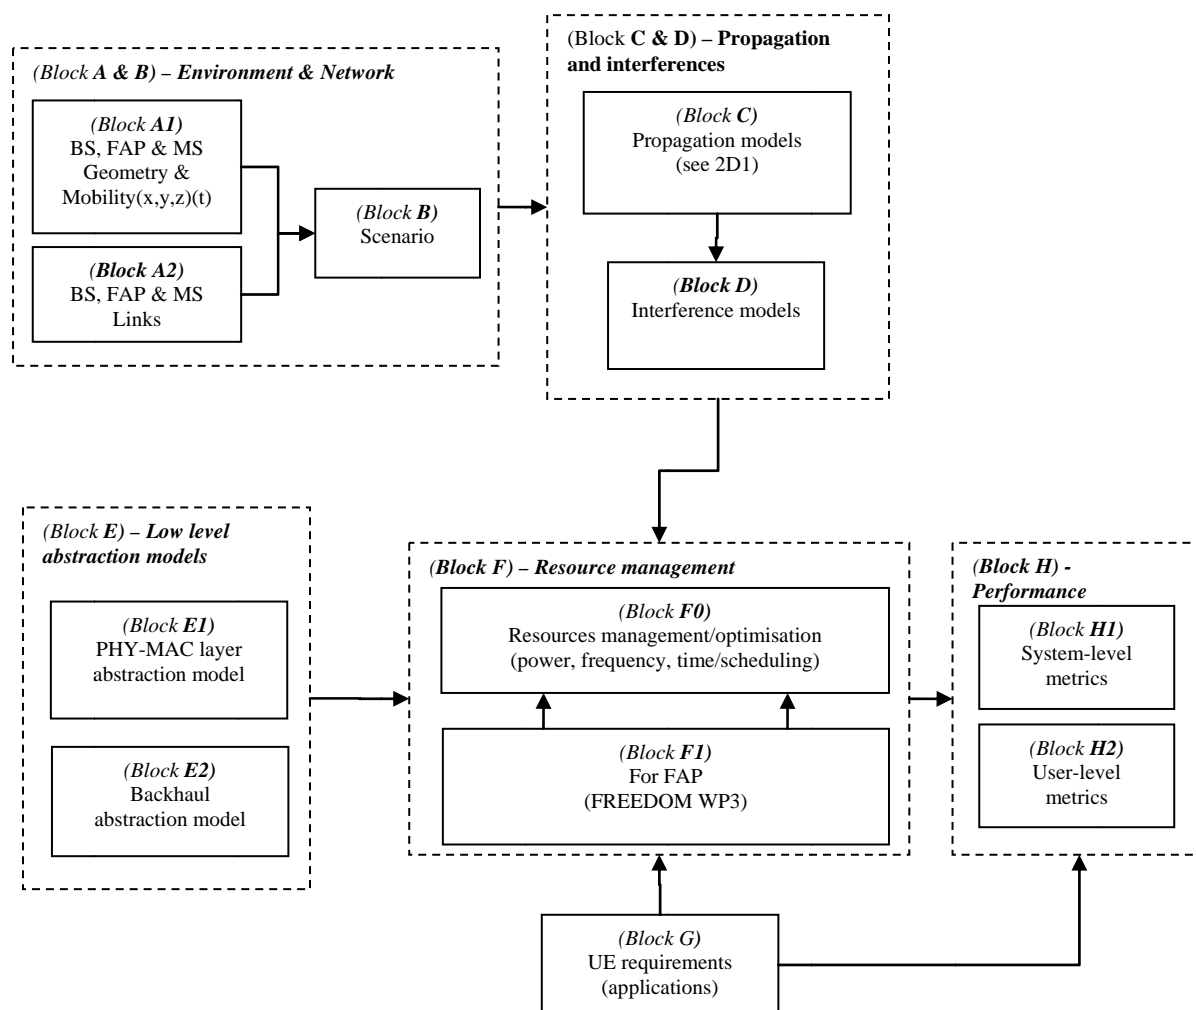 (Block A & B) – Environment & Network
(Block A1)
BS, FAP & MS
Geometry &
Mobility(x,y,z)(t)
(Block A2)
BS, FAP & MS
Links
(Block B)
Scenario
(Block C & D) – Propagation
and interferences
(Block C)
Propagation models
(see 2D1)
(Block D)
Interference models
(Block E) – Low level
abstraction models
(Block E1)
PHY-MAC layer
abstraction model
(Block E2)
Backhaul
abstraction model
(Block F) – Resource management
(Block F0)
Resources management/optimisation
(power, frequency, time/scheduling)
(Block F1)
For FAP
(FREEDOM WP3)
(Block H) -
Performance
(Block H1)
System-level
metrics
(Block H2)
User-level
metrics
(Block G)
UE requirements
(applications)